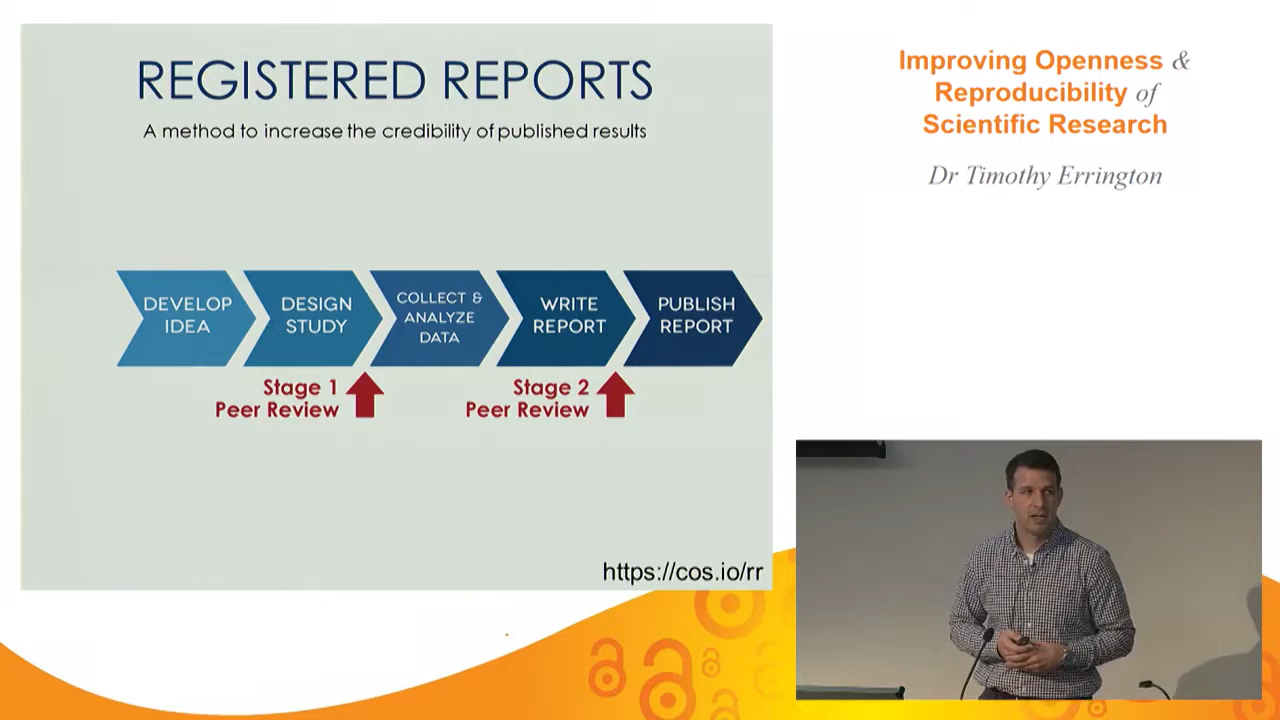 REGISTERED REPORTS
A method to increase the credibility of published results
DEVELOP
IDEA
DESIGN
STUDY
COLLECT &
ANALYZE
DATA
WRITE
REPORT
PUBLISH
REPORT
Stage 1
Peer Review
Stage 2
Peer Review
https://cos.io/rr
Improving Openness &
Reproducibility of
Scientific Research
Dr Timothy Errington